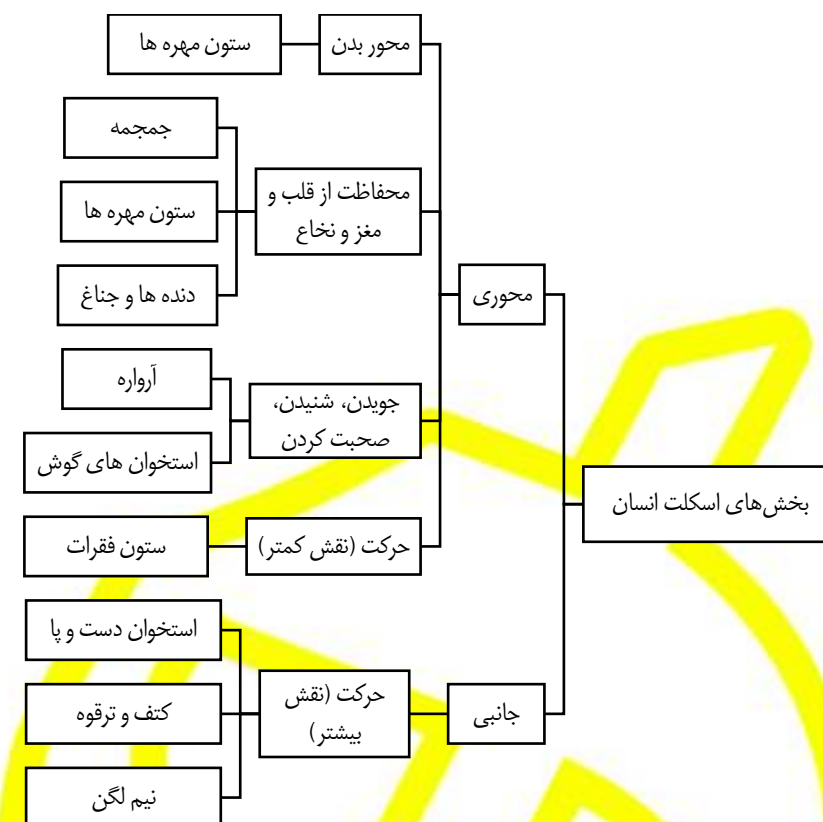 بخش‌های اسکلت انسان
محوری
محور بدن
ستون مهره ها
محفاظت از قلب و
مغز و نخاع
جمجمه
ستون مهره ها
دنده ها و جناغ
جویدن، شنیدن،
صحبت کردن
آرواره
استخوان های گوش
حرکت (نقش کمتر)
ستون فقرات
جانبی
حرکت (نقش
بیشتر)
استخوان دست و پا
کتف و ترقوه
نیم لگن